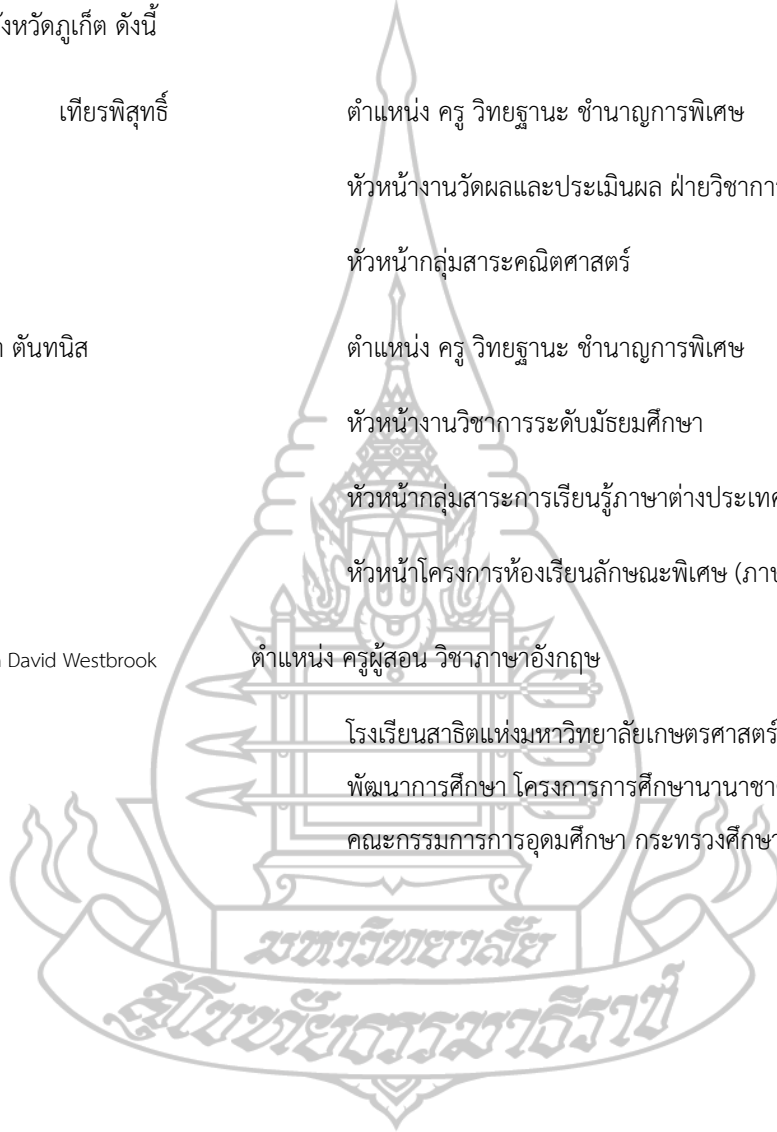 งหวัดภูเก็ต ดังนี้
เทียรพิสุทธิ์ ตำแหน่ง ครู วิทยฐานะ ชำนาญการพิเศษ
หัวหน้างานวัดผลและประเมินผล ฝ่ายวิชากา
หัวหน้ากลุ่มสาระคณิตศาสตร์
ตันทนิส ตำแหน่ง ครู วิทยฐานะ ชำนาญการพิเศษ
หัวหน้างานวิชาการระดับมัธยมศึกษา
หัวหน้ากลุ่มสาระการเรียนรู้ภาษาต่างประเท
หัวหน้าโครงการห้องเรียนลักษณะพิเศษ (ภา
David Westbrook ตำแหน่ง ครูผู้สอน วิชาภาษาอังกฤษ
โรงเรียนสาธิตแห่งมหาวิทยาลัยเกษตรศาสตร์
พัฒนาการศึกษา โครงการการศึกษานานาชา
คณะกรรมการการอุดมศึกษา กระทรวงศึกษา
มหาวิทยาลัย
สุโขทัยธรรมาธิราช